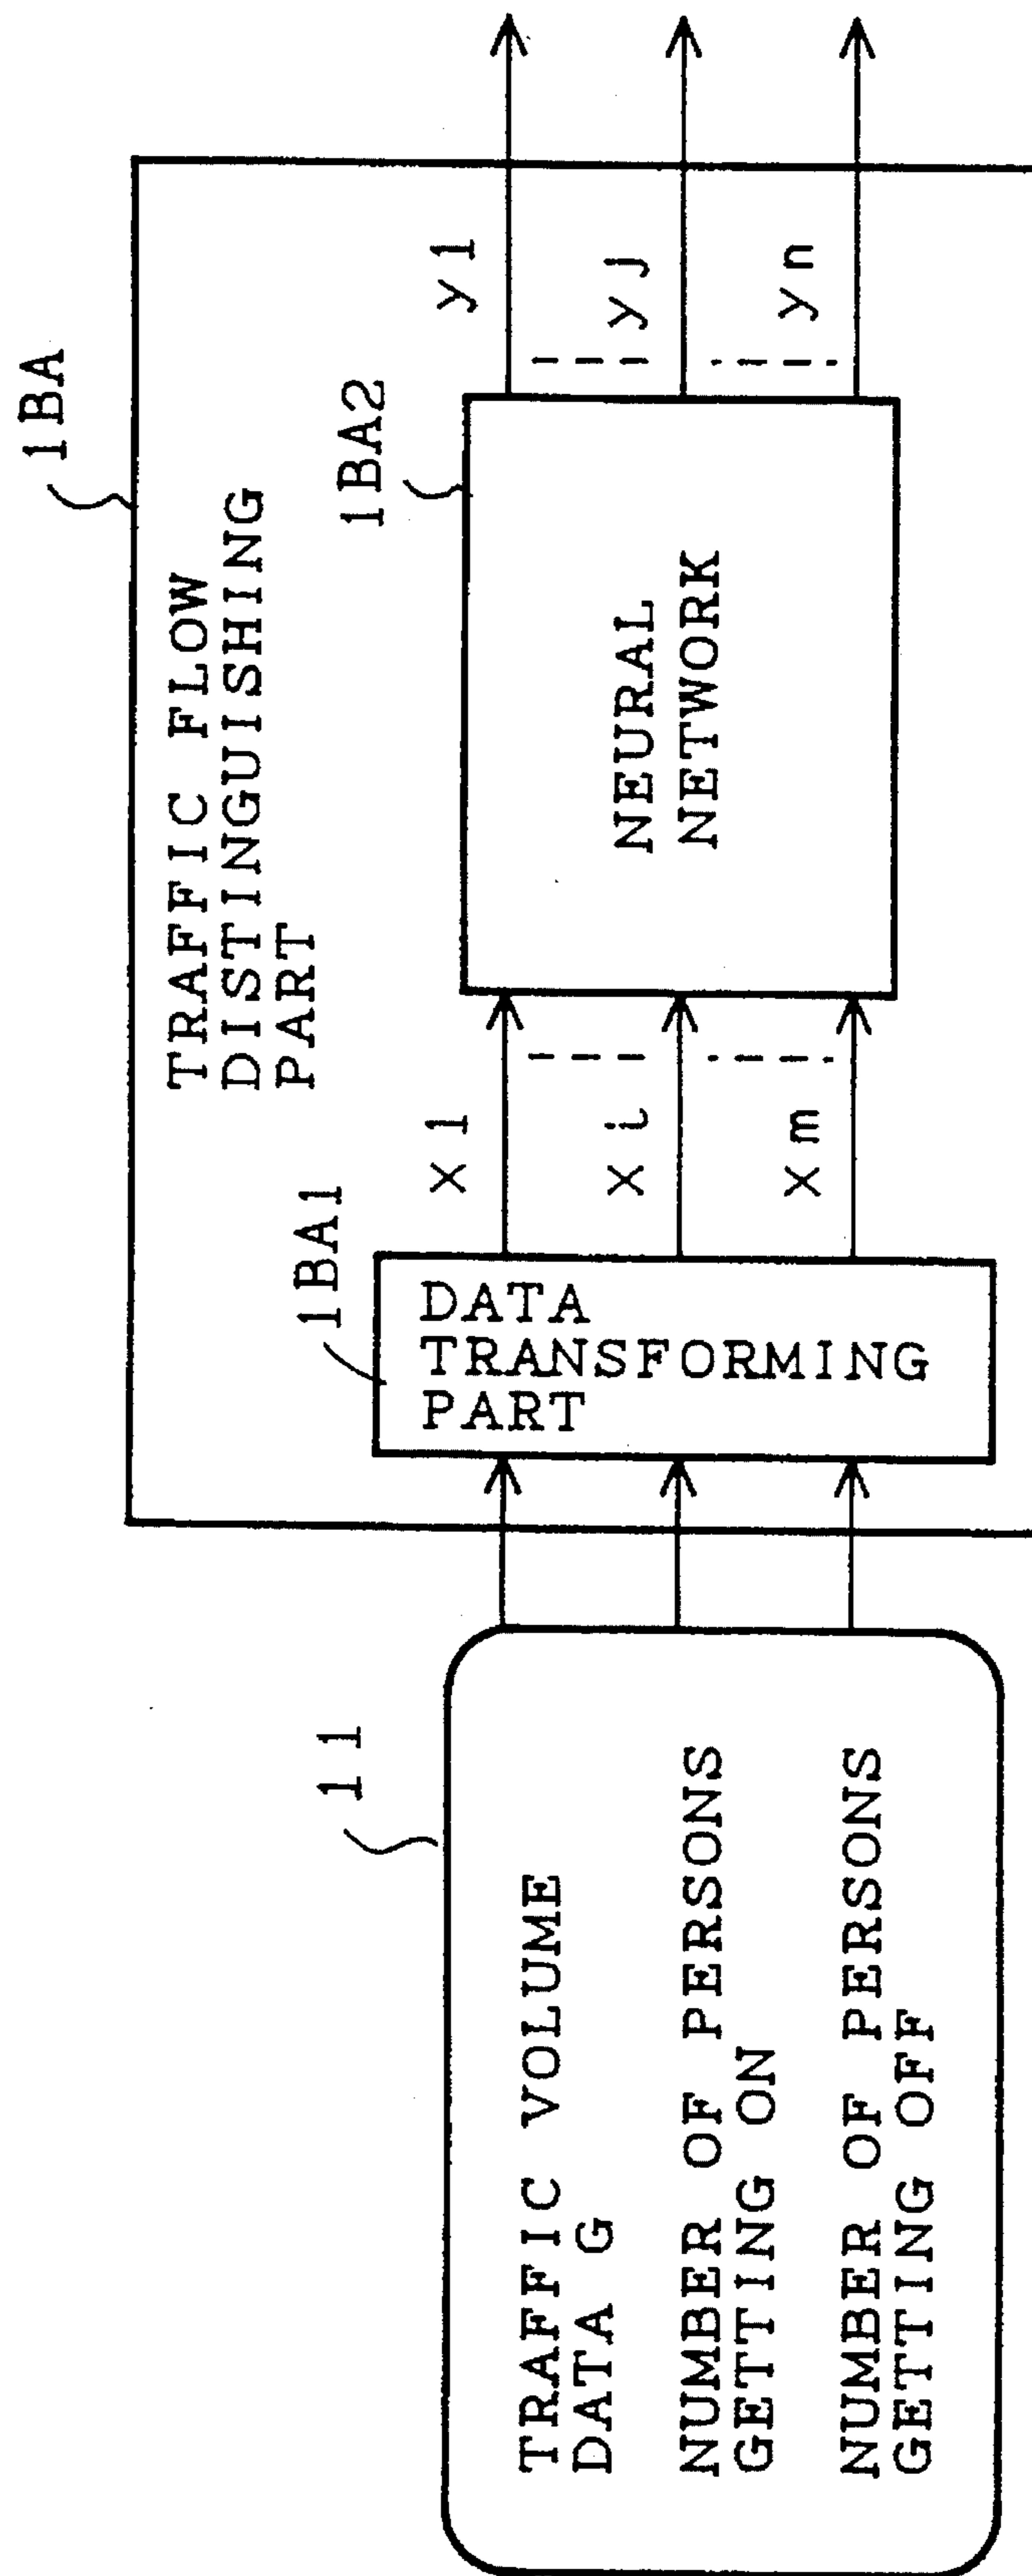 1BA
TRAFFIC FLOW
DISTINGUISHING
PART
11
TRAFFIC VOLUME
DATA G
NUMBER OF PERSONS
GETTING ON
NUMBER OF PERSONS
GETTING OFF
1BA1
DATA
TRANSFORMING
PART
x1
xi
xm
1BA2
NEURAL
NETWORK
y1
yj
yn